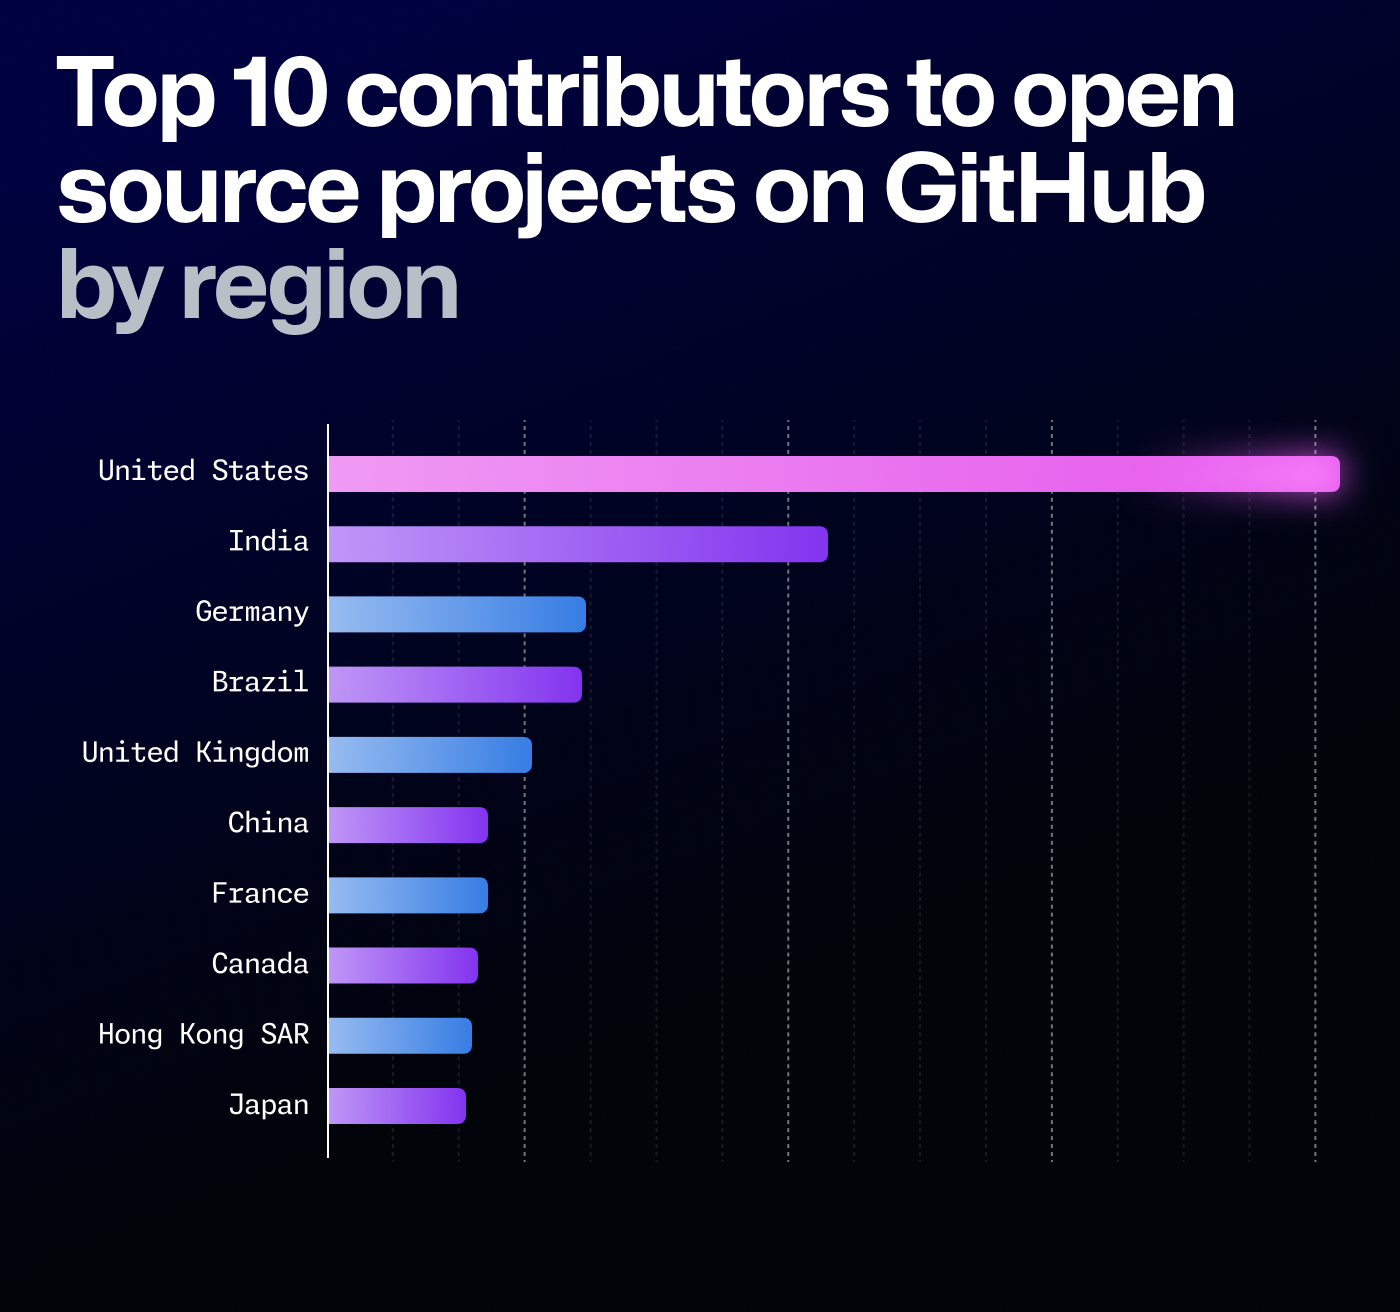 Top 10 contributors to open
source projects on GitHub
by region
United States
India
Germany
Brazil
United Kingdom
China
France
Canada
Hong Kong SAR
Japan